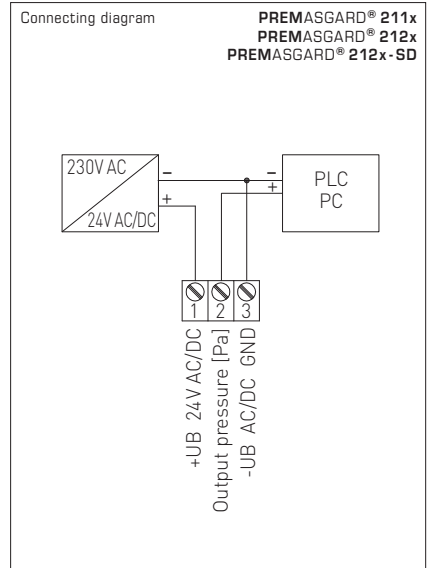 Connecting diagram
PREMASGARD® 211x
PREMASGARD® 212x
PREMASGARD® 212x-SD
230V AC
24V AC/DC
–
+
–
+
PLC
PC
1
2
3
+UB 24V AC/DC
Output pressure [Pa]
-UB AC/DC GND